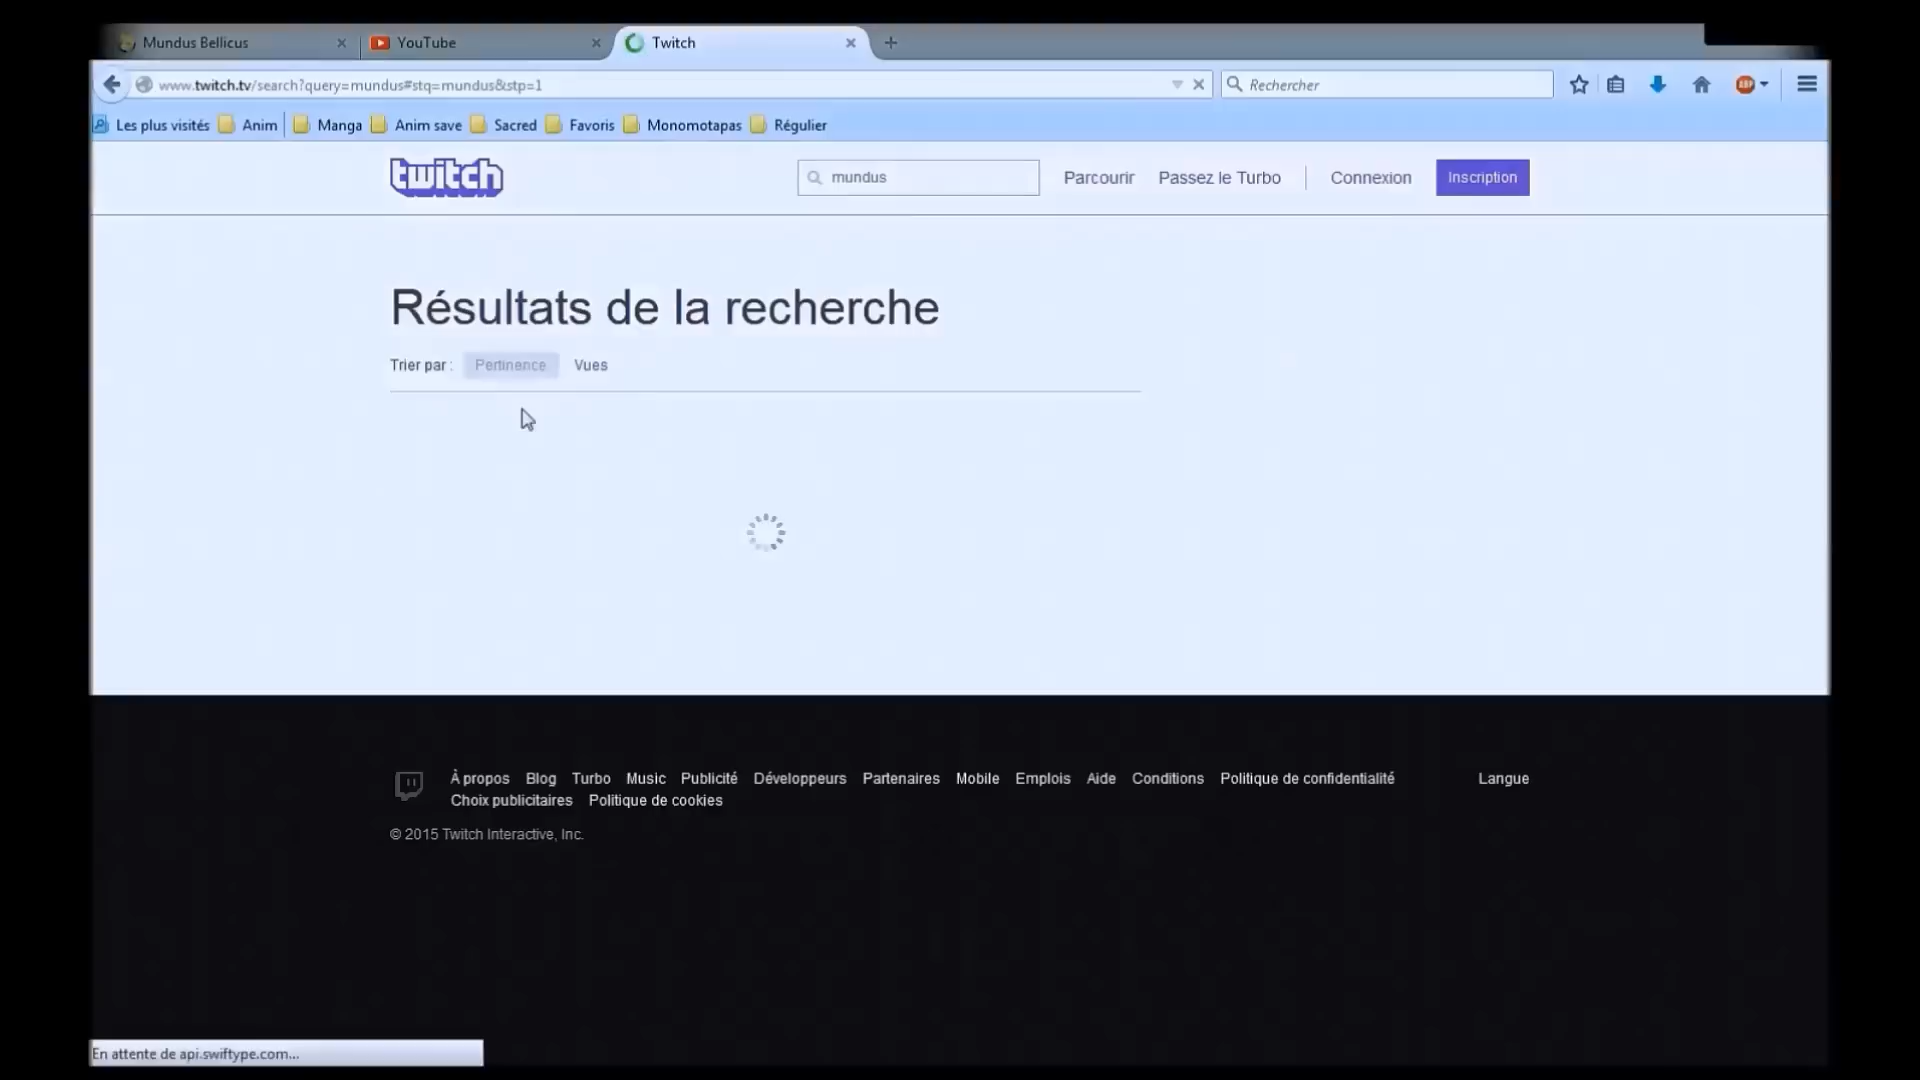 Mundus Bellicus
YouTube
Twitch
www.twitch.tv/search?query=mundus#stq=mundus&stp=1
Rechercher
Les plus visités Anim Manga Anim save Sacred Favoris Monomotapas Régulier
twitch
mundus
Parcourir Passez le Turbo Connexion Inscription
Résultats de la recherche
Trier par : Pertinence Vues
À propos Blog Turbo Music Publicité Développeurs Partenaires Mobile Emplois Aide Conditions Politique de confidentialité Langue
Choix publicitaires Politique de cookies
© 2015 Twitch Interactive, Inc.
En attente de api.swiftype.com...